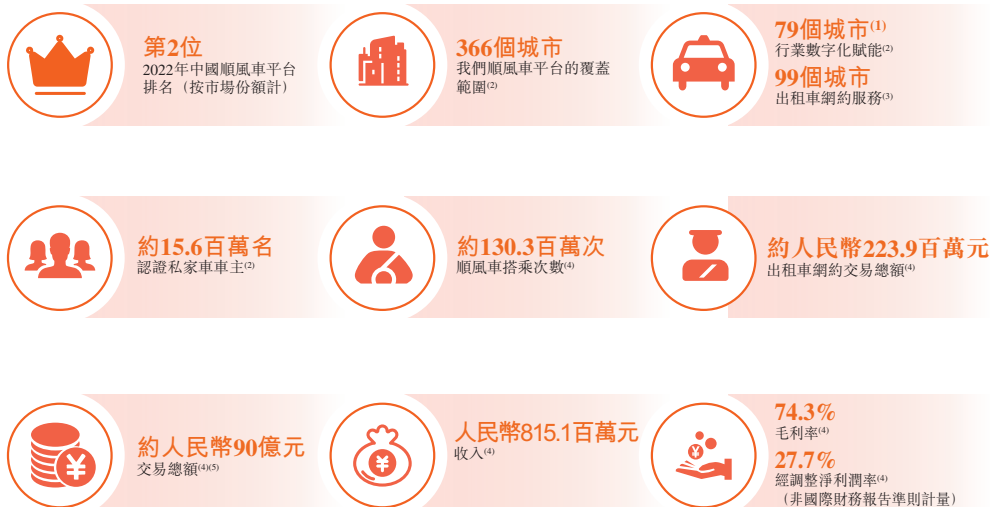 第2位
2022年中國順風車平台
排名（按市場份額計）
366個城市
我們順風車平台的覆蓋
範圍(2)
79個城市(1)
行業數字化賦能(2)
99個城市
出租車網約服務(3)
約15.6百萬名
認證私家車車主(2)
約130.3百萬次
順風車搭乘次數(4)
約人民幣223.9百萬元
出租車網約交易總額(4)
約人民幣90億元
交易總額(4)(5)
人民幣815.1百萬元
收入(4)
74.3%
毛利率(4)
27.7%
經調整淨利潤率(4)
（非國際財務報告準則計量）